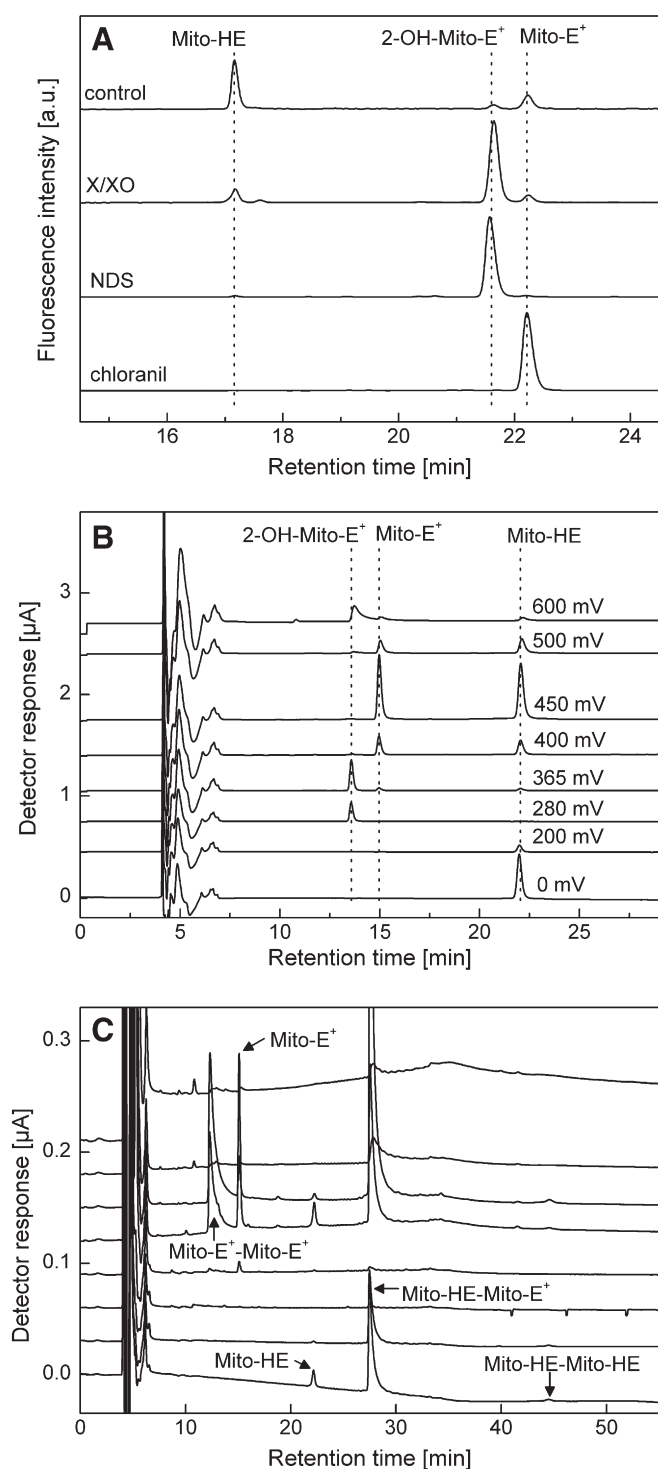 A
Mito-HE
2-OH-Mito-E+
Mito-E+
control
X/XO
NDS
chloranil
Fluorescence intensity [a.u.]
16 18 20 22 24
Retention time [min]
B
2-OH-Mito-E+
Mito-E+
Mito-HE
600 mV
500 mV
450 mV
400 mV
365 mV
280 mV
200 mV
0 mV
3
2
1
0
Detector response [µA]
0 5 10 15 20 25
Retention time [min]
C
Mito-E+
Mito-E+-Mito-E+
Mito-HE-Mito-E+
Mito-HE
Mito-HE-Mito-HE
0.3
0.2
0.1
0.0
Detector response [µA]
0 10 20 30 40 50
Retention time [min]